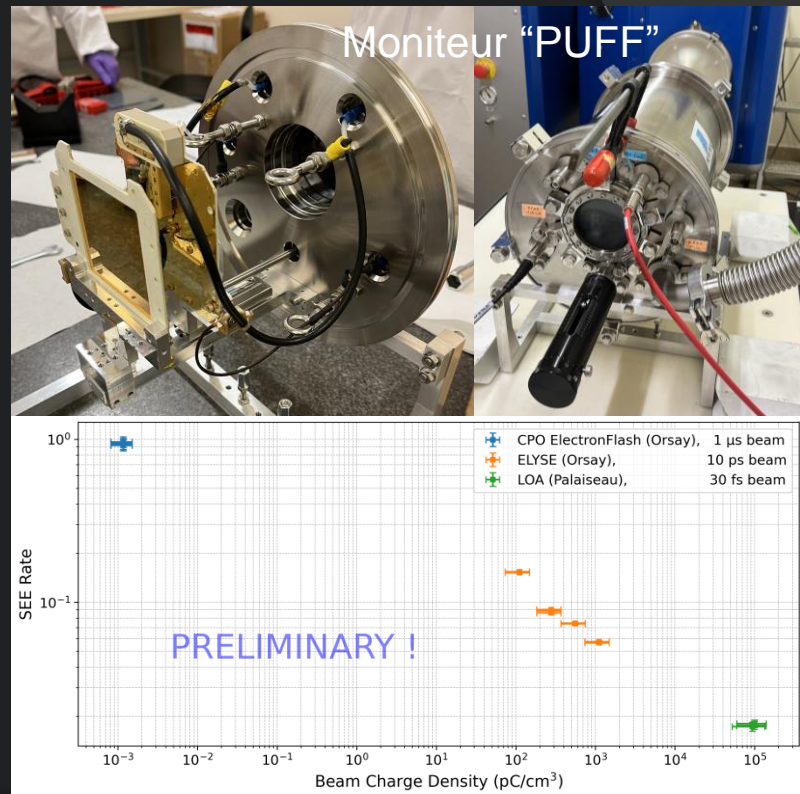 Moniteur “PUFF”
CPO ElectronFlash (Orsay), 1 µs beam
ELYSE (Orsay), 10 ps beam
LOA (Palaiseau), 30 fs beam
10⁰
10⁻¹
SEE Rate
PRELIMINARY !
10⁻³ 10⁻² 10⁻¹ 10⁰ 10¹ 10² 10³ 10⁴ 10⁵
Beam Charge Density (pC/cm³)